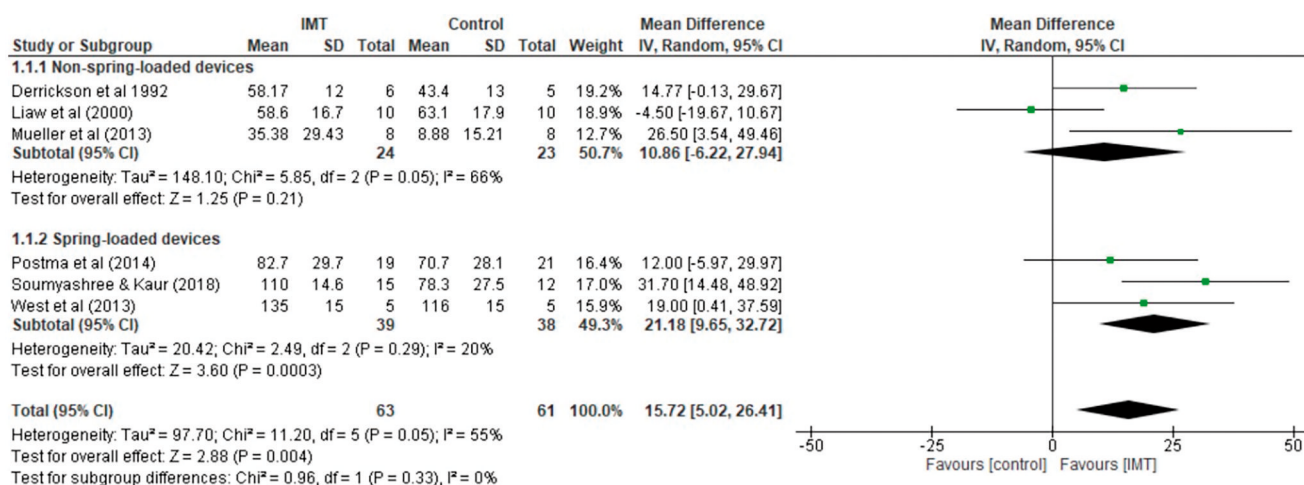 IMT Control Mean Difference Mean Difference
Study or Subgroup Mean SD Total Mean SD Total Weight IV, Random, 95% CI IV, Random, 95% CI
1.1.1 Non-spring-loaded devices
Derrickson et al 1992 58.17 12 6 43.4 13 5 19.2% 14.77 [-0.13, 29.67]
Liaw et al (2000) 58.6 16.7 10 63.1 17.9 10 18.9% -4.50 [-19.67, 10.67]
Mueller et al (2013) 35.38 29.43 8 8.88 15.21 8 12.7% 26.50 [3.54, 49.46]
Subtotal (95% CI) 24 23 50.7% 10.86 [-6.22, 27.94]
Heterogeneity: Tau² = 148.10; Chi² = 5.85, df = 2 (P = 0.05); I² = 66%
Test for overall effect: Z = 1.25 (P = 0.21)
1.1.2 Spring-loaded devices
Postma et al (2014) 82.7 29.7 19 70.7 28.1 21 16.4% 12.00 [-5.97, 29.97]
Soumyashree & Kaur (2018) 110 14.6 15 78.3 27.5 12 17.0% 31.70 [14.48, 48.92]
West et al (2013) 135 15 5 116 15 5 15.9% 19.00 [0.41, 37.59]
Subtotal (95% CI) 39 38 49.3% 21.18 [9.65, 32.72]
Heterogeneity: Tau² = 20.42; Chi² = 2.49, df = 2 (P = 0.29); I² = 20%
Test for overall effect: Z = 3.60 (P = 0.0003)
Total (95% CI) 63 61 100.0% 15.72 [5.02, 26.41]
Heterogeneity: Tau² = 97.70; Chi² = 11.20, df = 5 (P = 0.05); I² = 55%
Test for overall effect: Z = 2.88 (P = 0.004)
Test for subgroup differences: Chi² = 0.96, df = 1 (P = 0.33), I² = 0%
-50 -25 0 25 50
Favours [control] Favours [IMT]